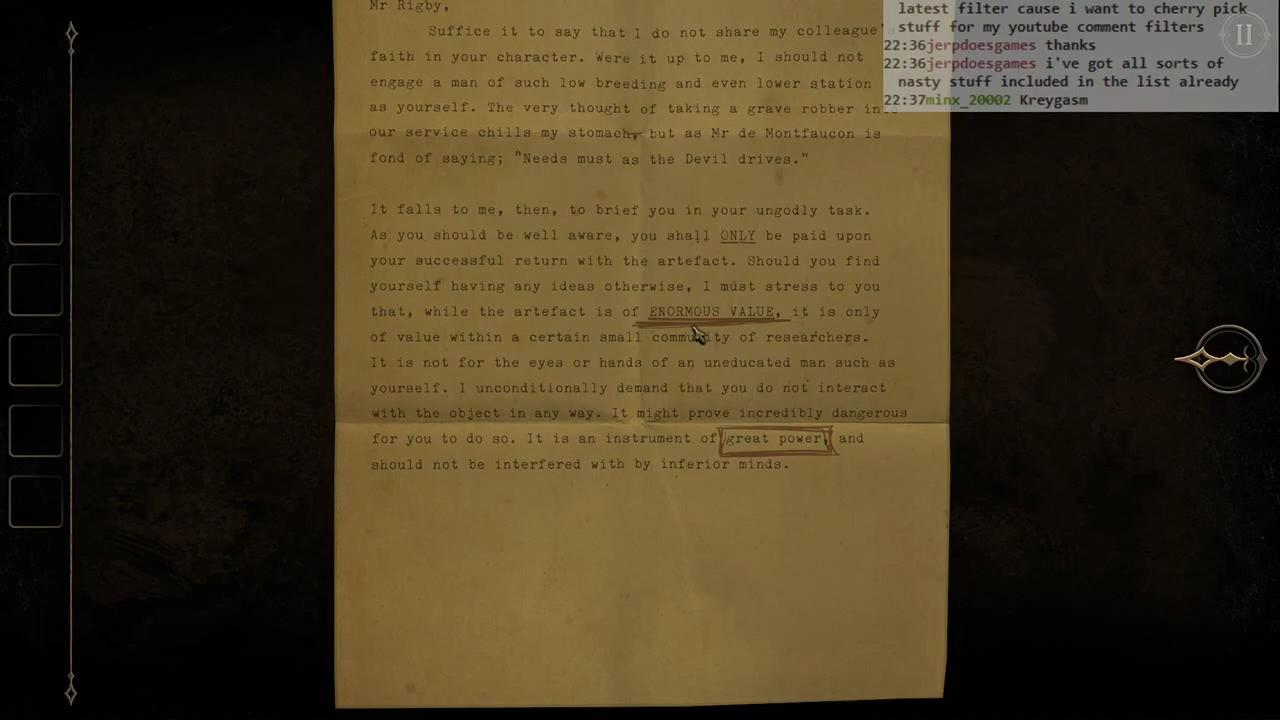 Mr Rigby,
Suffice it to say that I do not share my colleague'
faith in your character. Were it up to me, I should not
engage a man of such low breeding and even lower station
as yourself. The very thought of taking a grave robber into
our service chills my stomach, but as Mr de Montfaucon is
fond of saying; "Needs must as the Devil drives."
It falls to me, then, to brief you in your ungodly task.
As you should be well aware, you shall ONLY be paid upon
your successful return with the artefact. Should you find
yourself having any ideas otherwise, I must stress to you
that, while the artefact is of ENORMOUS VALUE, it is only
of value within a certain small community of researchers.
It is not for the eyes or hands of an uneducated man such as
yourself. I unconditionally demand that you do not interact
with the object in any way. It might prove incredibly dangerous
for you to do so. It is an instrument of great power, and
should not be interfered with by inferior minds.
latest filter cause i want to cherry pick
stuff for my youtube comment filters
22:36jerpdoesgames thanks
22:36jerpdoesgames i've got all sorts of
nasty stuff included in the list already
22:37minx_20002 Kreygasm
II